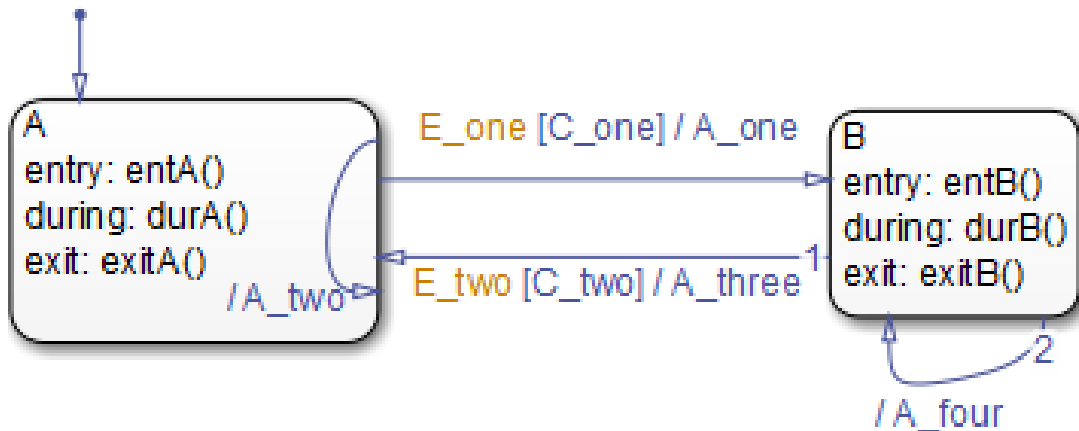 A
entry: entA()
during: durA()
exit: exitA()
/ A_two
E_one [C_one] / A_one
1
E_two [C_two] / A_three
B
entry: entB()
during: durB()
exit: exitB()
2
/ A_four